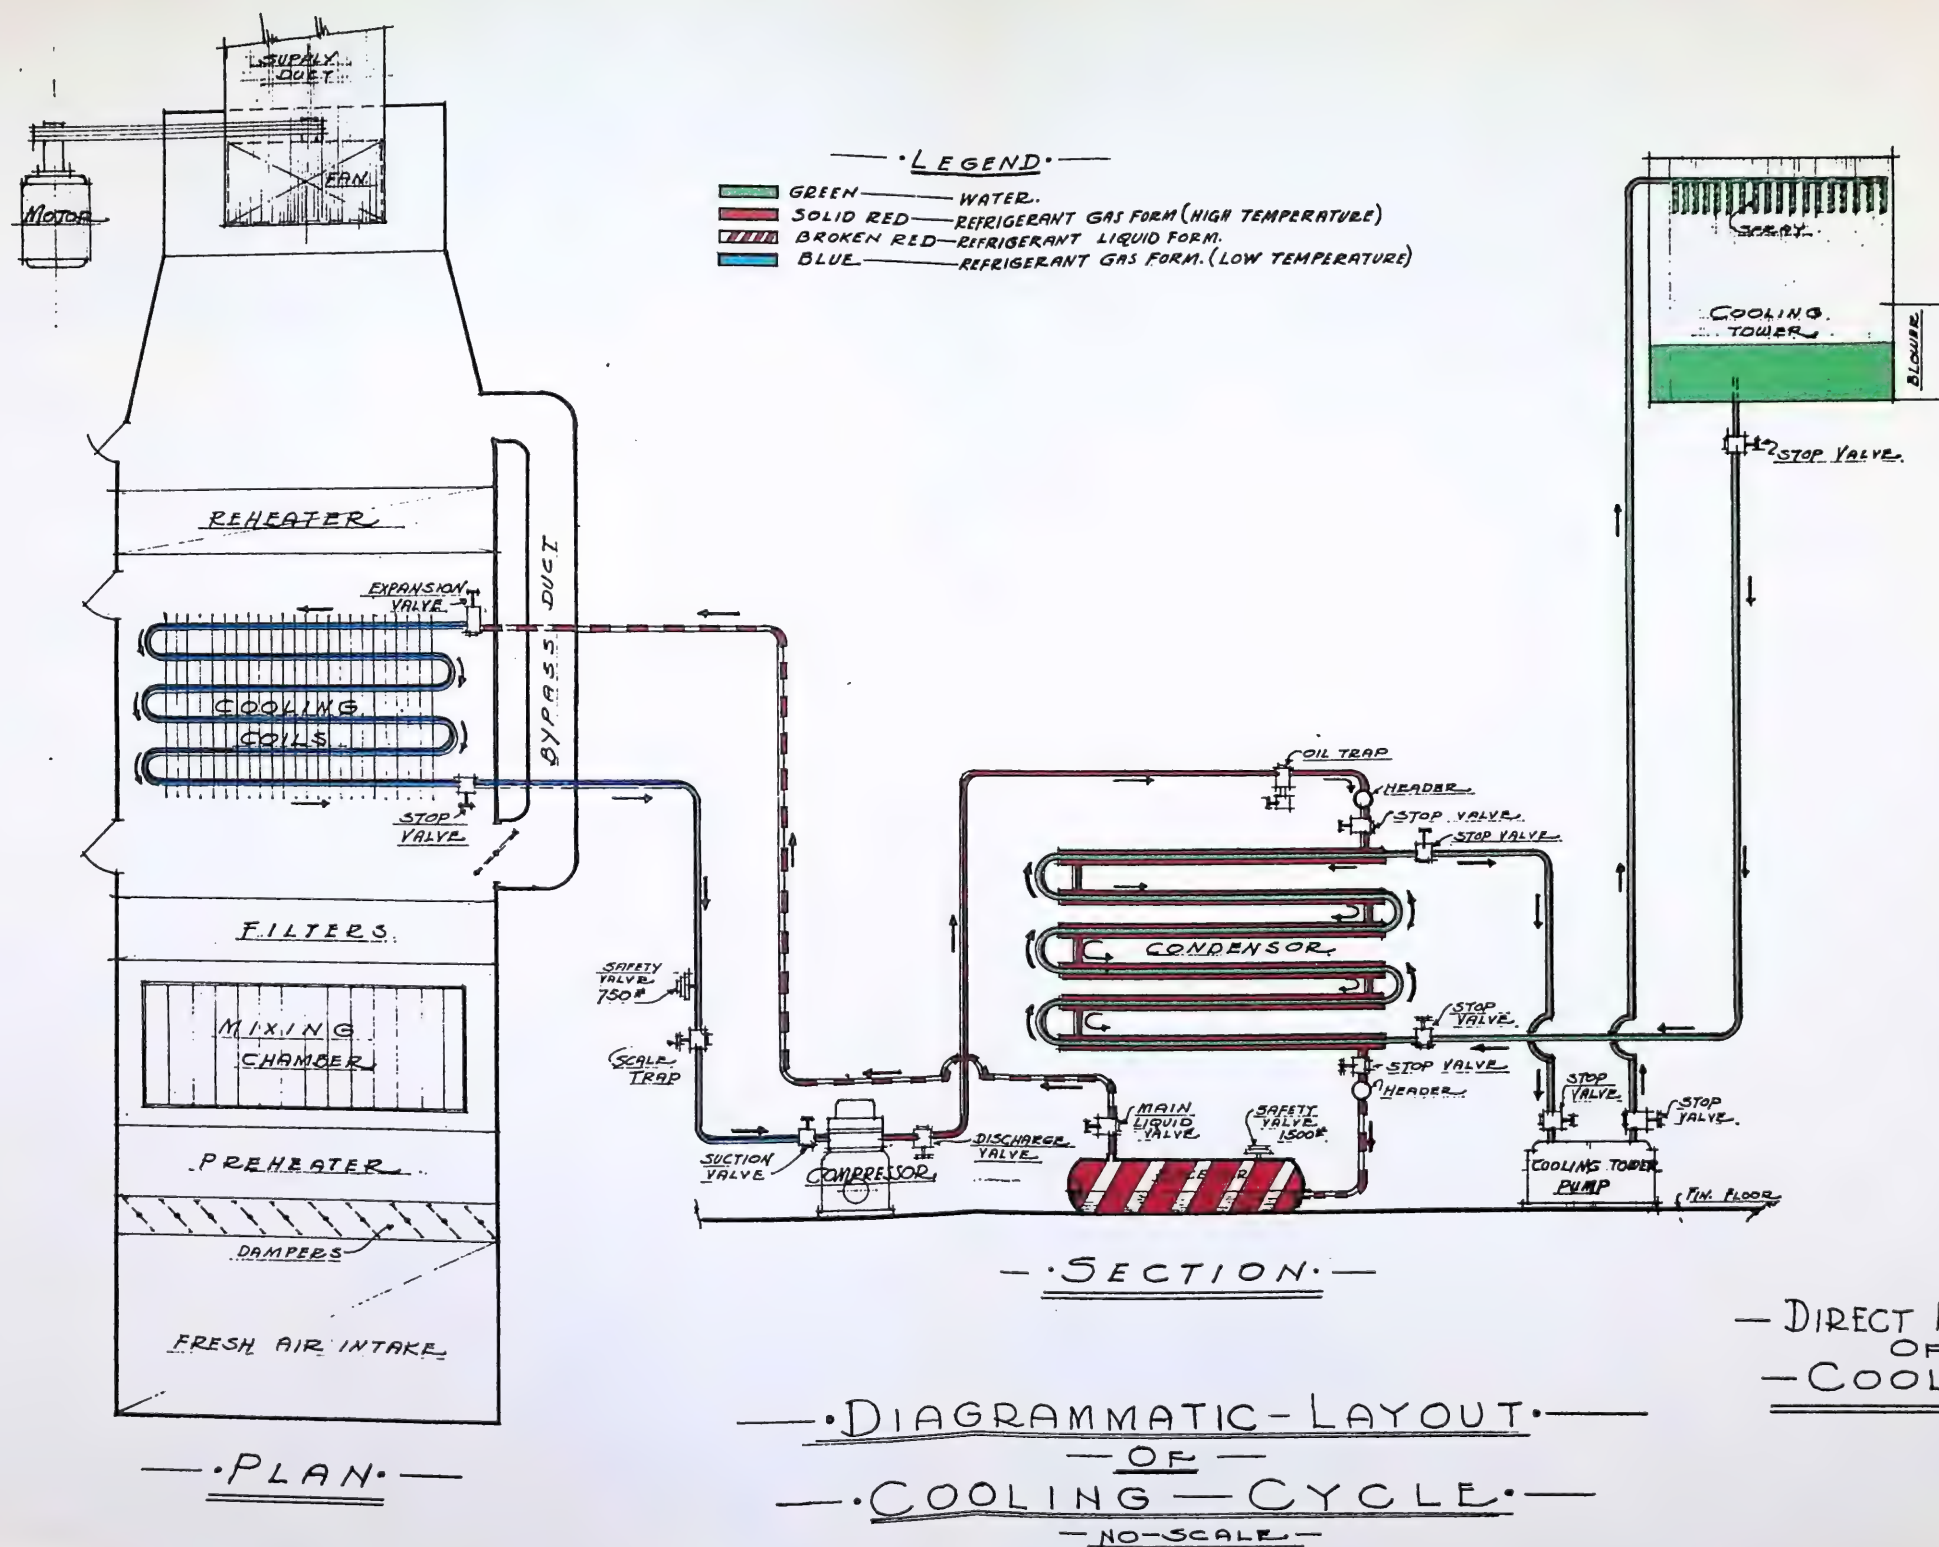 SUPPLY
DUCT
FAN
MOTOR
·LEGEND·
GREEN — WATER.
SOLID RED — REFRIGERANT GAS FORM (HIGH TEMPERATURE)
BROKEN RED — REFRIGERANT LIQUID FORM.
BLUE — REFRIGERANT GAS FORM. (LOW TEMPERATURE)
SPRAY.
COOLING
TOWER
BLOWER
STOP VALVE.
REHEATER
EXPANSION
VALVE
BYPASS DUCT
COOLING
COILS
STOP
VALVE
OIL TRAP
HEADER
STOP VALVE
STOP VALVE
FILTERS.
CONDENSOR
SAFETY
VALVE
750#
STOP
VALVE
MIXING
CHAMBER
SCALE
TRAP
STOP VALVE
HEADER
STOP
VALVE
STOP
VALVE
MAIN
LIQUID
VALVE
SAFETY
VALVE
1500#
DISCHARGE
VALVE
SUCTION
VALVE
COMPRESSOR
PREHEATER
COOLING TOWER
PUMP
FIN. FLOOR
DAMPERS
·SECTION·
FRESH AIR INTAKE
— DIRECT
OF
— COOL
·PLAN·
·DIAGRAMMATIC-LAYOUT·
— OF —
·COOLING — CYCLE·
— NO-SCALE —